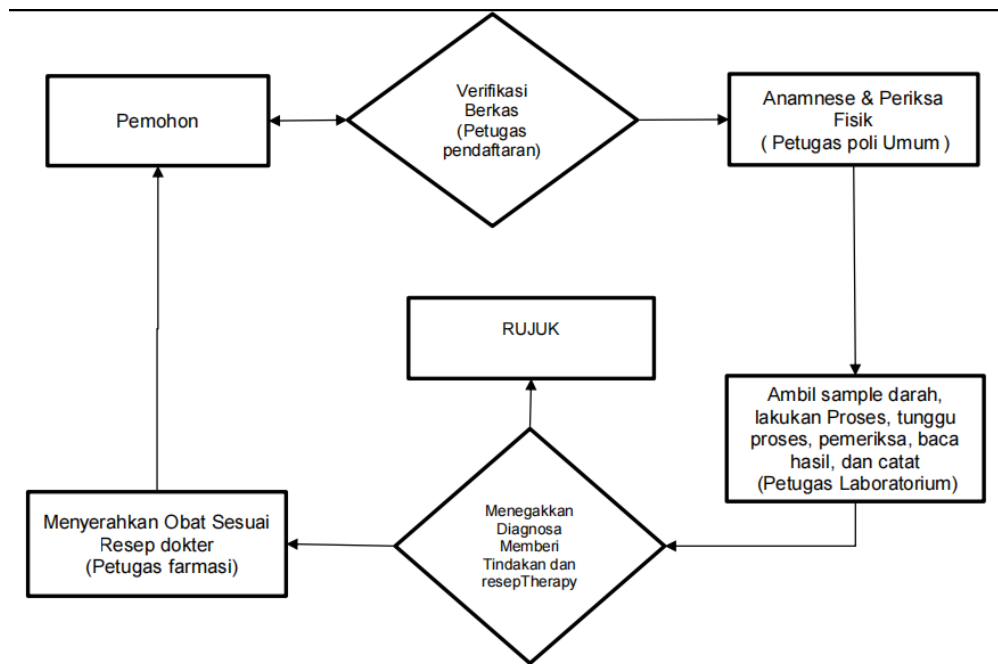 Pemohon
Verifikasi
Berkas
(Petugas
pendaftaran)
Anamnese & Periksa
Fisik
( Petugas poli Umum )
Ambil sample darah,
lakukan Proses, tunggu
proses, pemeriksa, baca
hasil, dan catat
(Petugas Laboratorium)
RUJUK
Menegakkan
Diagnosa
Memberi
Tindakan dan
resepTherapy
Menyerahkan Obat Sesuai
Resep dokter
(Petugas farmasi)